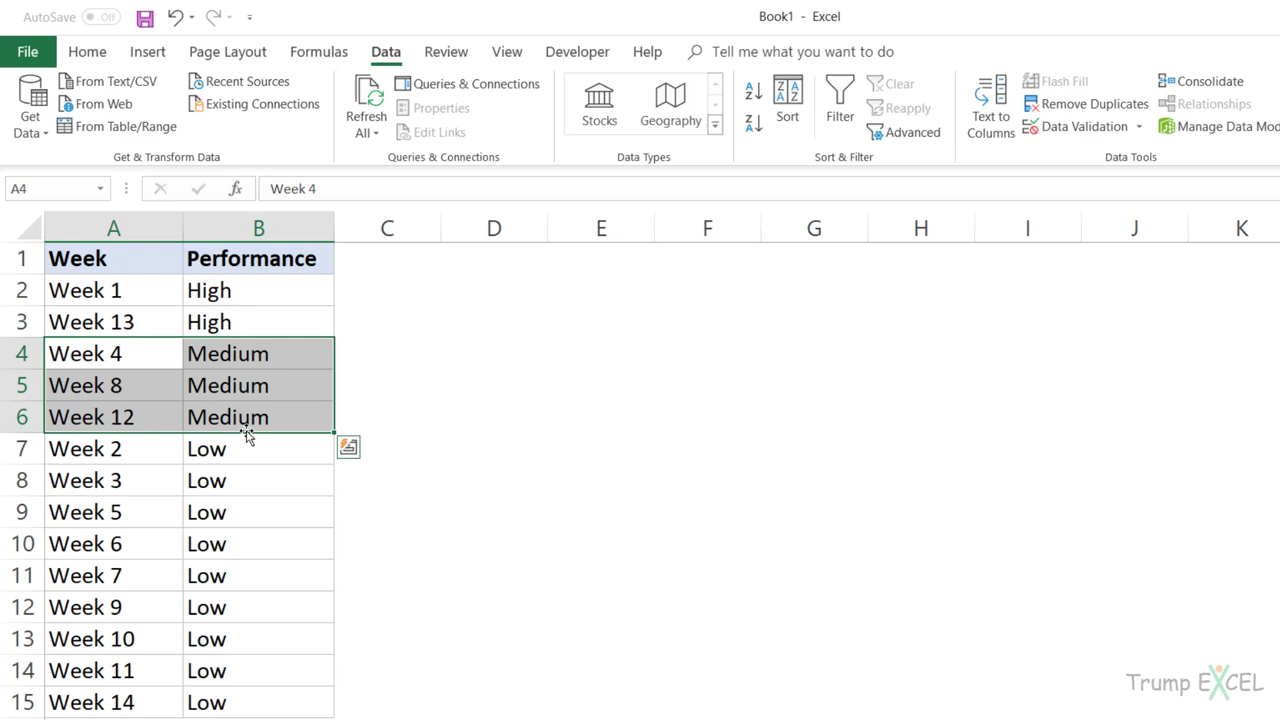 AutoSave Off
Book1 - Excel
File Home Insert Page Layout Formulas Data Review View Developer Help Tell me what you want to do
Get Data
From Text/CSV
From Web
From Table/Range
Recent Sources
Existing Connections
Get & Transform Data
Refresh All
Queries & Connections
Properties
Edit Links
Queries & Connections
Stocks
Geography
Data Types
Sort
Filter
Clear
Reapply
Advanced
Sort & Filter
Text to Columns
Flash Fill
Remove Duplicates
Data Validation
Consolidate
Relationships
Manage Data Mod
Data Tools
A4 fx Week 4
A B C D E F G H I J K
1 Week Performance
2 Week 1 High
3 Week 13 High
4 Week 4 Medium
5 Week 8 Medium
6 Week 12 Medium
7 Week 2 Low
8 Week 3 Low
9 Week 5 Low
10 Week 6 Low
11 Week 7 Low
12 Week 9 Low
13 Week 10 Low
14 Week 11 Low
15 Week 14 Low
Trump EXCEL